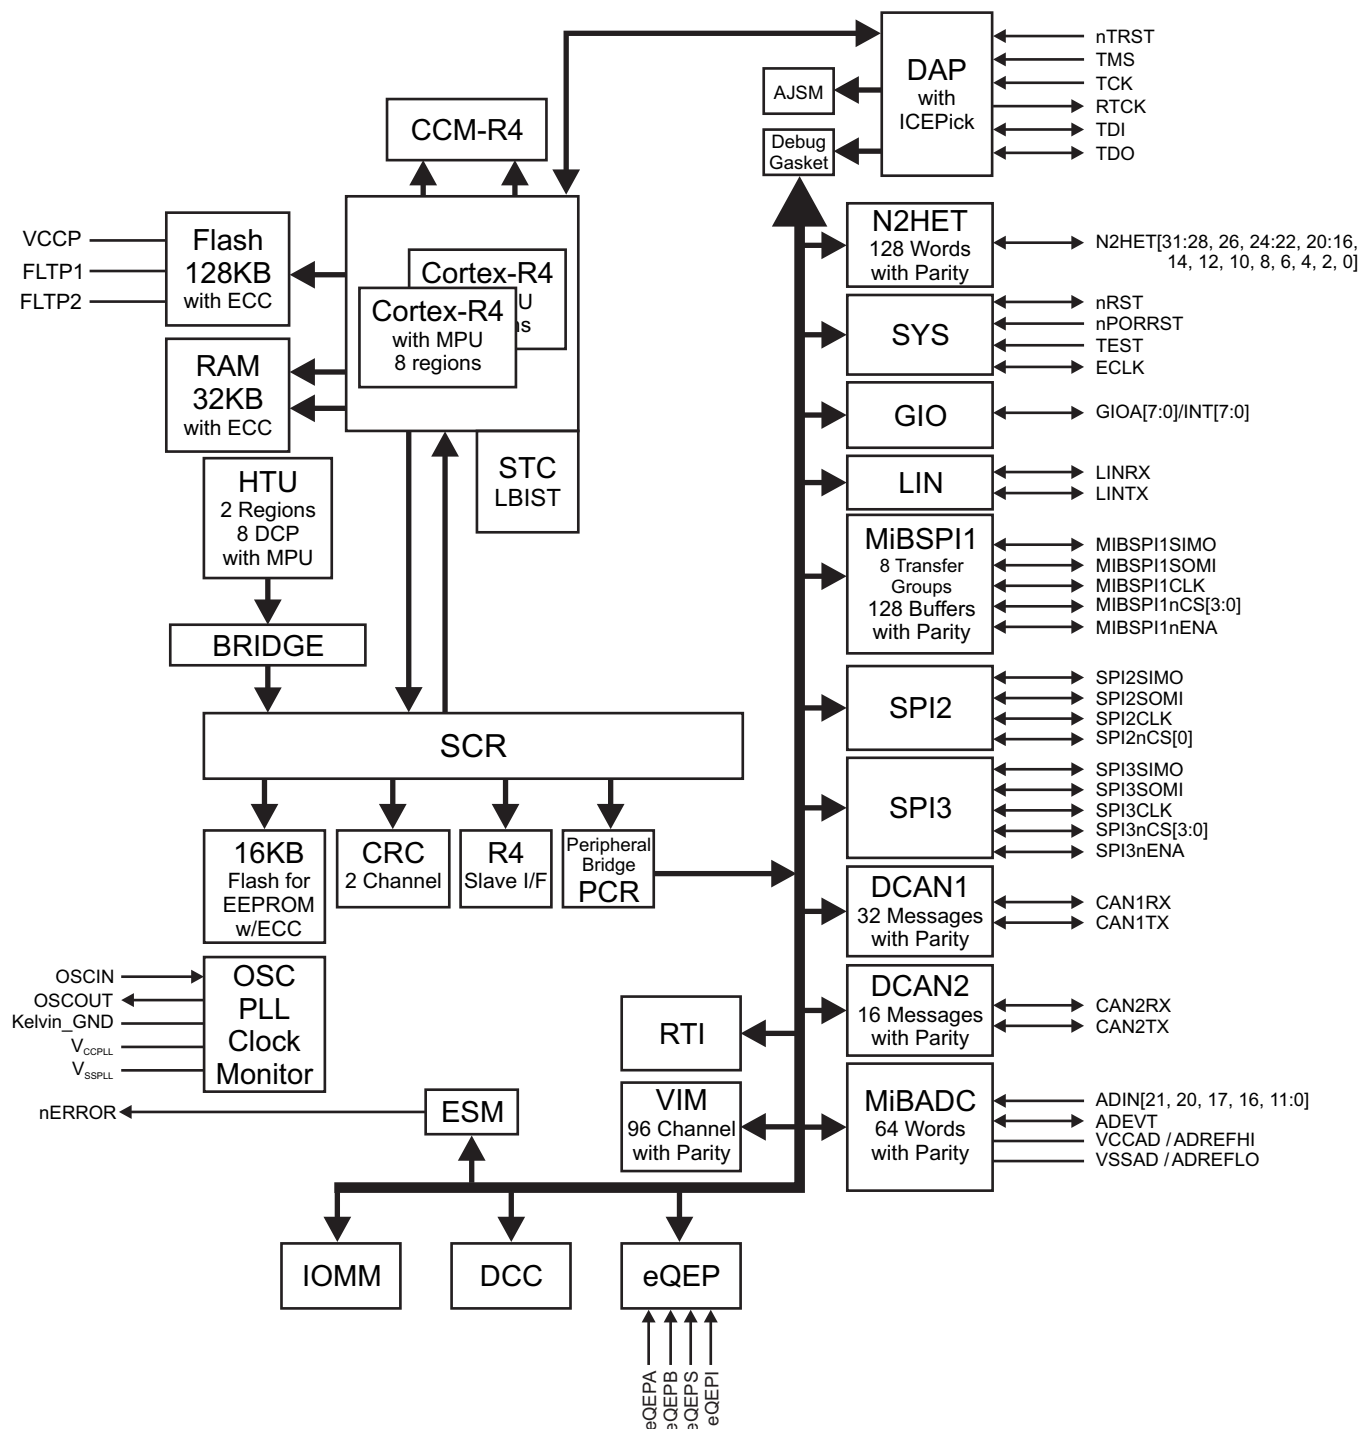 nTRST
TMS
TCK
RTCK
TDI
TDO
DAP
with
ICEPick
AJSM
Debug
Gasket
CCM-R4
VCCP
FLTP1
FLTP2
Flash
128KB
with ECC
Cortex-R4
U
ns
Cortex-R4
with MPU
8 regions
RAM
32KB
with ECC
HTU
2 Regions
8 DCP
with MPU
STC
LBIST
BRIDGE
SCR
16KB
Flash for
EEPROM
w/ECC
CRC
2 Channel
R4
Slave I/F
Peripheral
Bridge
PCR
OSCIN
OSCOUT
Kelvin_GND
VCCPLL
VSSPLL
OSC
PLL
Clock
Monitor
nERROR
ESM
RTI
VIM
96 Channel
with Parity
IOMM
DCC
eQEP
eQEPA
eQEPB
eQEPS
eQEPI
N2HET
128 Words
with Parity
N2HET[31:28, 26, 24:22, 20:16,
14, 12, 10, 8, 6, 4, 2, 0]
SYS
nRST
nPORRST
TEST
ECLK
GIO
GIOA[7:0]/INT[7:0]
LIN
LINRX
LINTX
MiBSPI1
8 Transfer
Groups
128 Buffers
with Parity
MIBSPI1SIMO
MIBSPI1SOMI
MIBSPI1CLK
MIBSPI1nCS[3:0]
MIBSPI1nENA
SPI2
SPI2SIMO
SPI2SOMI
SPI2CLK
SPI2nCS[0]
SPI3
SPI3SIMO
SPI3SOMI
SPI3CLK
SPI3nCS[3:0]
SPI3nENA
DCAN1
32 Messages
with Parity
CAN1RX
CAN1TX
DCAN2
16 Messages
with Parity
CAN2RX
CAN2TX
MiBADC
64 Words
with Parity
ADIN[21, 20, 17, 16, 11:0]
ADEVT
VCCAD / ADREFHI
VSSAD / ADREFLO